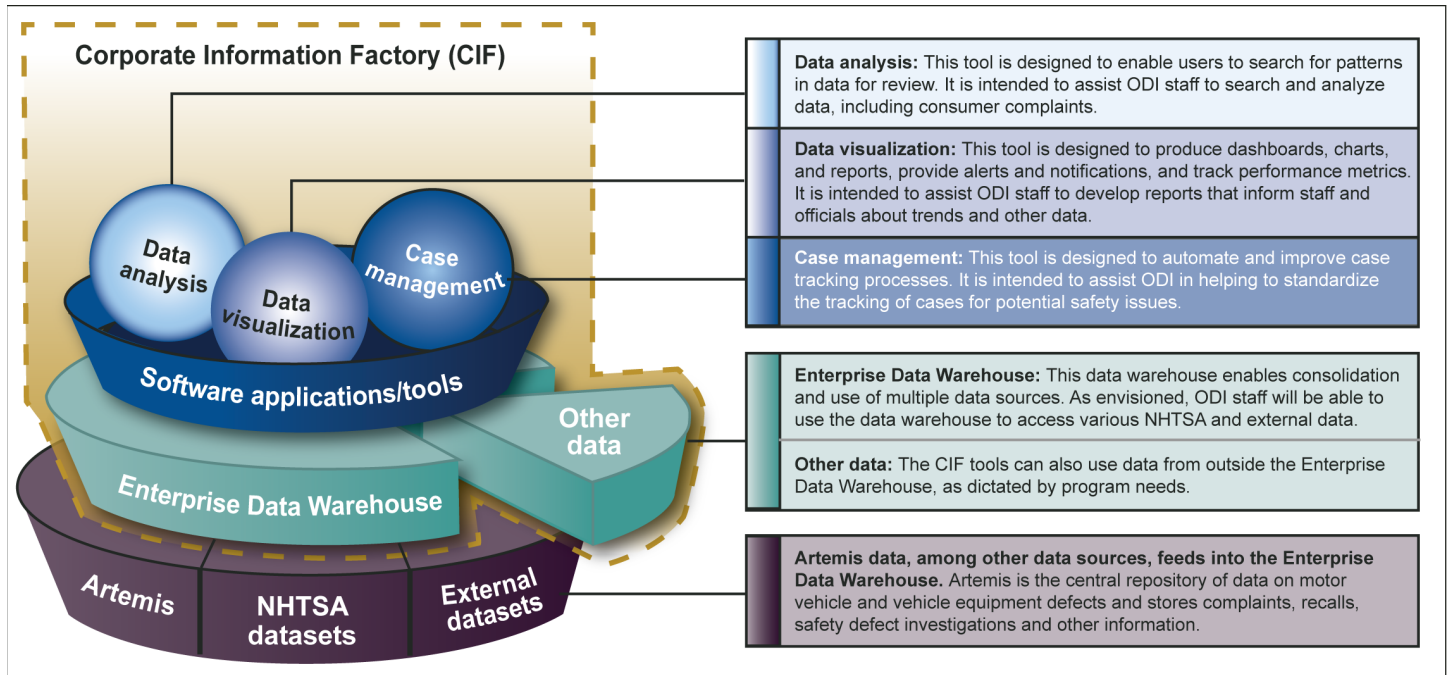 Corporate Information Factory (CIF)
Data
analysis
Data
visualization
Case
management
Software applications/tools
Other
data
Enterprise Data Warehouse
Artemis
NHTSA
datasets
External
datasets
Data analysis: This tool is designed to enable users to search for patterns
in data for review. It is intended to assist ODI staff to search and analyze
data, including consumer complaints.
Data visualization: This tool is designed to produce dashboards, charts,
and reports, provide alerts and notifications, and track performance metrics.
It is intended to assist ODI staff to develop reports that inform staff and
officials about trends and other data.
Case management: This tool is designed to automate and improve case
tracking processes. It is intended to assist ODI in helping to standardize
the tracking of cases for potential safety issues.
Enterprise Data Warehouse: This data warehouse enables consolidation
and use of multiple data sources. As envisioned, ODI staff will be able to
use the data warehouse to access various NHTSA and external data.
Other data: The CIF tools can also use data from outside the Enterprise
Data Warehouse, as dictated by program needs.
Artemis data, among other data sources, feeds into the Enterprise
Data Warehouse. Artemis is the central repository of data on motor
vehicle and vehicle equipment defects and stores complaints, recalls,
safety defect investigations and other information.